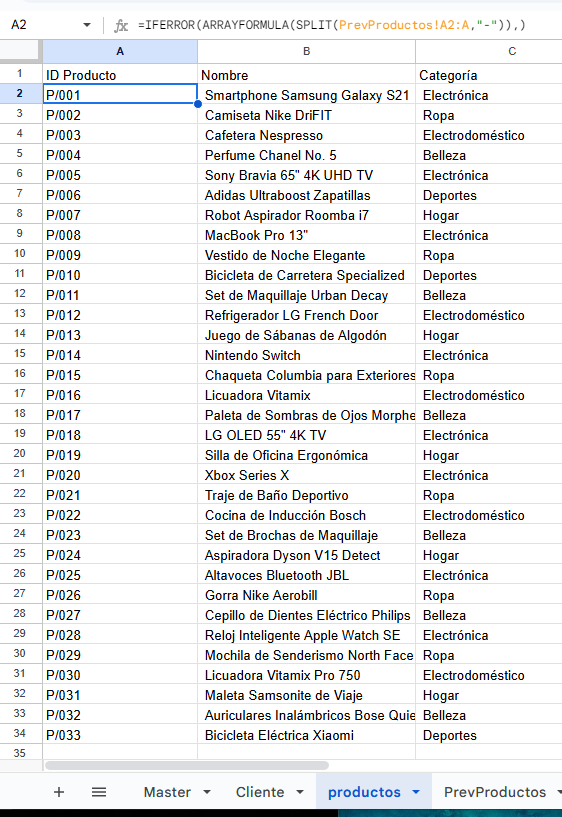 A2 fx =IFERROR(ARRAYFORMULA(SPLIT(PrevProductos!A2:A,"-")),)
A B C
1 ID Producto Nombre Categoría
2 P/001 Smartphone Samsung Galaxy S21 Electrónica
3 P/002 Camiseta Nike DriFIT Ropa
4 P/003 Cafetera Nespresso Electrodoméstico
5 P/004 Perfume Chanel No. 5 Belleza
6 P/005 Sony Bravia 65" 4K UHD TV Electrónica
7 P/006 Adidas Ultraboost Zapatillas Deportes
8 P/007 Robot Aspirador Roomba i7 Hogar
9 P/008 MacBook Pro 13" Electrónica
10 P/009 Vestido de Noche Elegante Ropa
11 P/010 Bicicleta de Carretera Specialized Deportes
12 P/011 Set de Maquillaje Urban Decay Belleza
13 P/012 Refrigerador LG French Door Electrodoméstico
14 P/013 Juego de Sábanas de Algodón Hogar
15 P/014 Nintendo Switch Electrónica
16 P/015 Chaqueta Columbia para Exteriores Ropa
17 P/016 Licuadora Vitamix Electrodoméstico
18 P/017 Paleta de Sombras de Ojos Morphe Belleza
19 P/018 LG OLED 55" 4K TV Electrónica
20 P/019 Silla de Oficina Ergonómica Hogar
21 P/020 Xbox Series X Electrónica
22 P/021 Traje de Baño Deportivo Ropa
23 P/022 Cocina de Inducción Bosch Electrodoméstico
24 P/023 Set de Brochas de Maquillaje Belleza
25 P/024 Aspiradora Dyson V15 Detect Hogar
26 P/025 Altavoces Bluetooth JBL Electrónica
27 P/026 Gorra Nike Aerobill Ropa
28 P/027 Cepillo de Dientes Eléctrico Philips Belleza
29 P/028 Reloj Inteligente Apple Watch SE Electrónica
30 P/029 Mochila de Senderismo North Face Ropa
31 P/030 Licuadora Vitamix Pro 750 Electrodoméstico
32 P/031 Maleta Samsonite de Viaje Hogar
33 P/032 Auriculares Inalámbricos Bose Quie Belleza
34 P/033 Bicicleta Eléctrica Xiaomi Deportes
35
Master Cliente productos PrevProductos